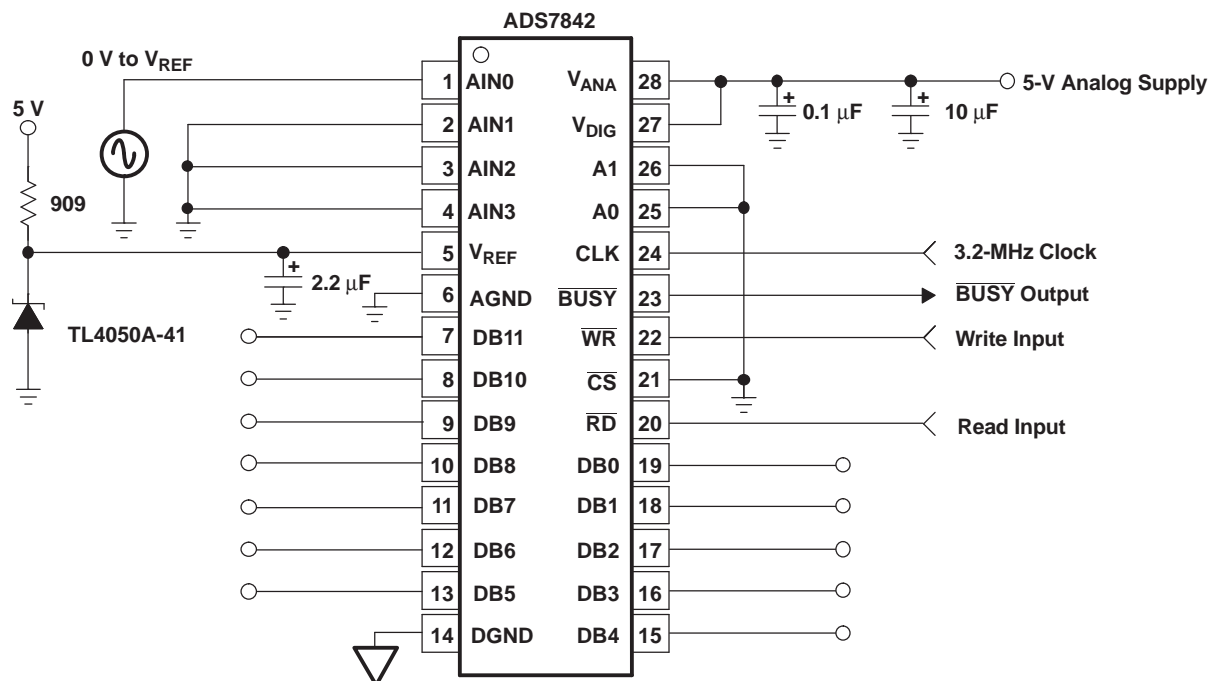 ADS7842
0 V to VREF
5 V
909
TL4050A-41
2.2 μF
1 AIN0
2 AIN1
3 AIN2
4 AIN3
5 VREF
6 AGND
7 DB11
8 DB10
9 DB9
10 DB8
11 DB7
12 DB6
13 DB5
14 DGND
VANA 28
VDIG 27
A1 26
A0 25
CLK 24
BUSY 23
WR 22
CS 21
RD 20
DB0 19
DB1 18
DB2 17
DB3 16
DB4 15
+
0.1 μF
+
10 μF
+
5-V Analog Supply
3.2-MHz Clock
BUSY Output
Write Input
Read Input